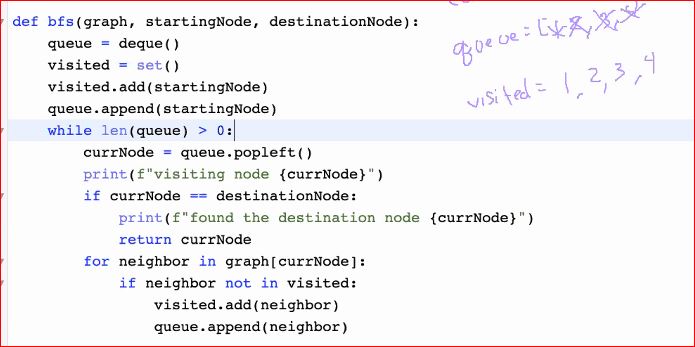 def bfs(graph, startingNode, destinationNode):
    queue = deque()
    visited = set()
    visited.add(startingNode)
    queue.append(startingNode)
    while len(queue) > 0:
        currNode = queue.popleft()
        print(f"visiting node {currNode}")
        if currNode == destinationNode:
            print(f"found the destination node {currNode}")
            return currNode
        for neighbor in graph[currNode]:
            if neighbor not in visited:
                visited.add(neighbor)
                queue.append(neighbor)
queue = [
visited = 1, 2, 3, 4